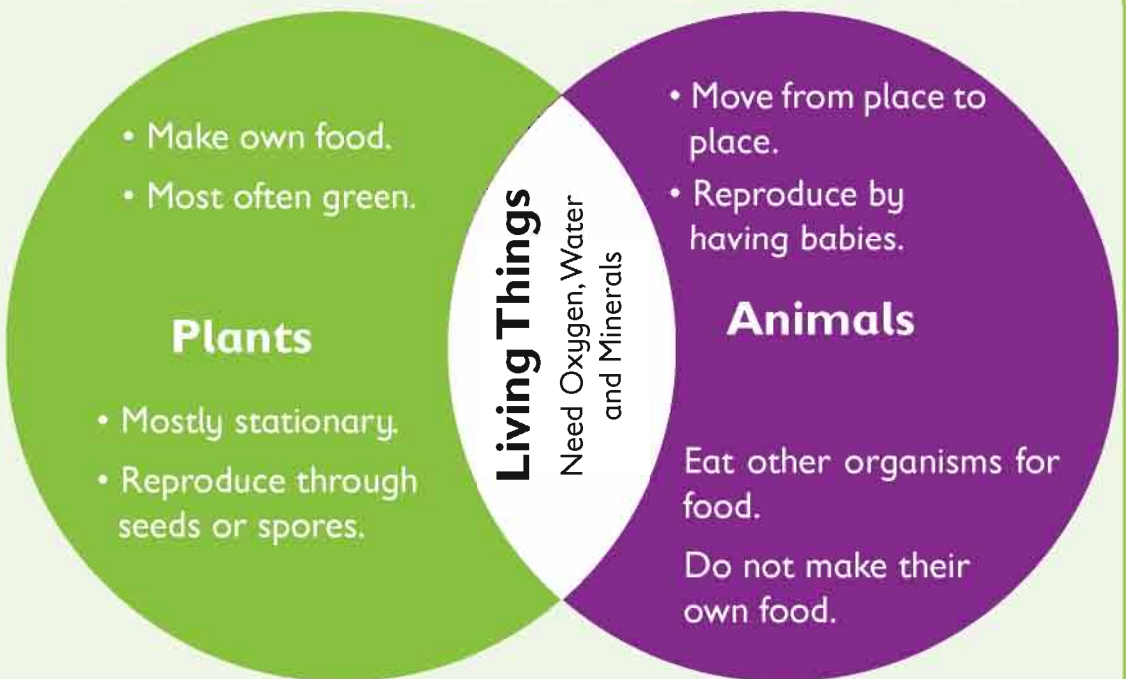 • Make own food.
• Most often green.
Plants
• Mostly stationary.
• Reproduce through
seeds or spores.
Living Things
Need Oxygen, Water
and Minerals
• Move from place to
place.
• Reproduce by
having babies.
Animals
Eat other organisms for
food.
Do not make their
own food.